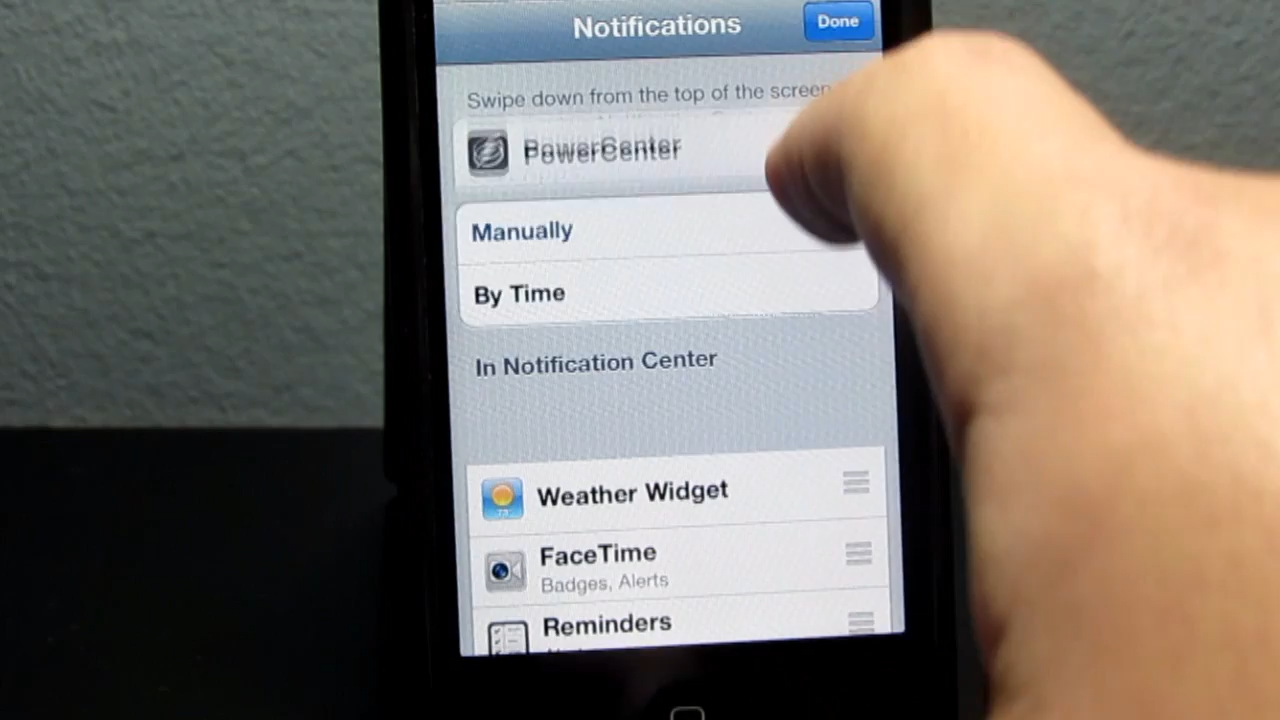 Notifications
Done
Swipe down from the top of the screen
PowerCenter
Manually
By Time
In Notification Center
Weather Widget
FaceTime
Badges, Alerts
Reminders